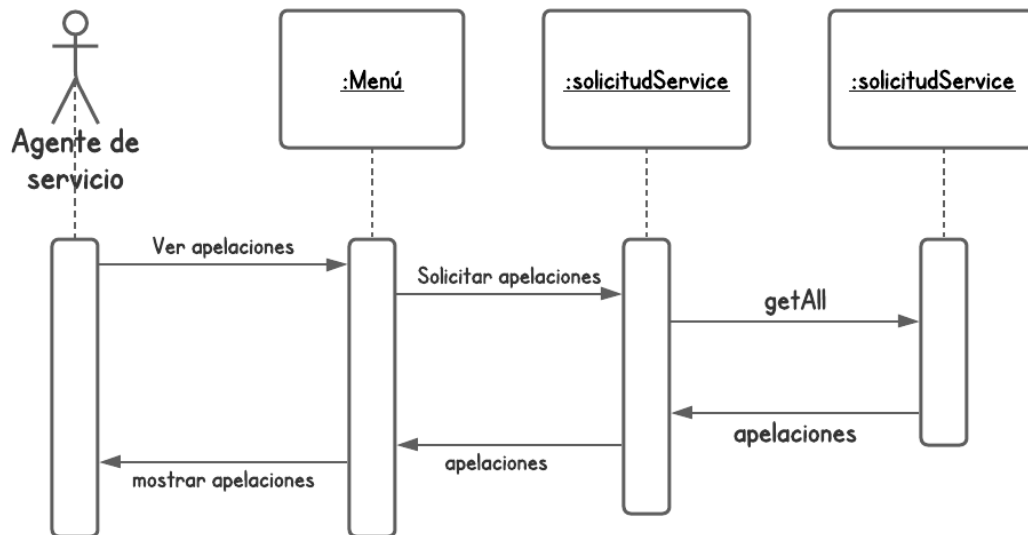 :Menú
:solicitudService
:solicitudService
Agente de
servicio
Ver apelaciones
Solicitar apelaciones
getAll
apelaciones
apelaciones
mostrar apelaciones